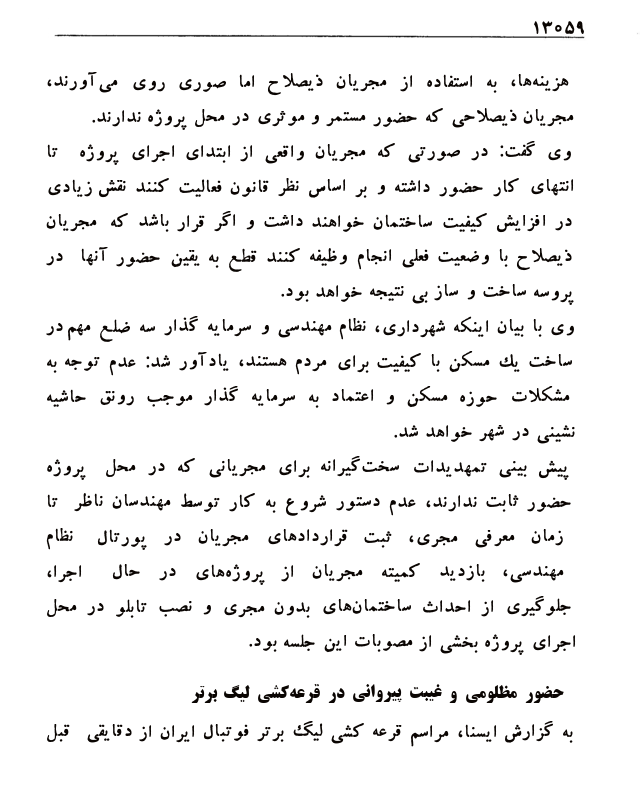 ۱۳۰۵۹
هزینه‌ها، به استفاده از مجریان ذیصلاح اما صوری روی می‌آورند،
مجریان ذیصلاحی که حضور مستمر و موثری در محل پروژه ندارند.
وی گفت: در صورتی که مجریان واقعی از ابتدای اجرای پروژه تا
انتهای کار حضور داشته و بر اساس نظر قانون فعالیت کنند نقش زیادی
در افزایش کیفیت ساختمان خواهند داشت و اگر قرار باشد که مجریان
ذیصلاح با وضعیت فعلی انجام وظیفه کنند قطع به یقین حضور آنها در
پروسه ساخت و ساز بی نتیجه خواهد بود.
وی با بیان اینکه شهرداری، نظام مهندسی و سرمایه گذار سه ضلع مهم در
ساخت یك مسکن با کیفیت برای مردم هستند، یادآور شد: عدم توجه به
مشکلات حوزه مسکن و اعتماد به سرمایه گذار موجب رونق حاشیه
نشینی در شهر خواهد شد.
پیش بینی تمهیدات سخت‌گیرانه برای مجریانی که در محل پروژه
حضور ثابت ندارند، عدم دستور شروع به کار توسط مهندسان ناظر تا
زمان معرفی مجری، ثبت قراردادهای مجریان در پورتال نظام
مهندسی، بازدید کمیته مجریان از پروژه‌های در حال اجرا،
جلوگیری از احداث ساختمان‌های بدون مجری و نصب تابلو در محل
اجرای پروژه بخشی از مصوبات این جلسه بود.
حضور مظلومی و غیبت پیروانی در قرعه‌کشی لیگ برتر
به گزارش ایسنا، مراسم قرعه کشی لیگ برتر فوتبال ایران از دقایقی قبل